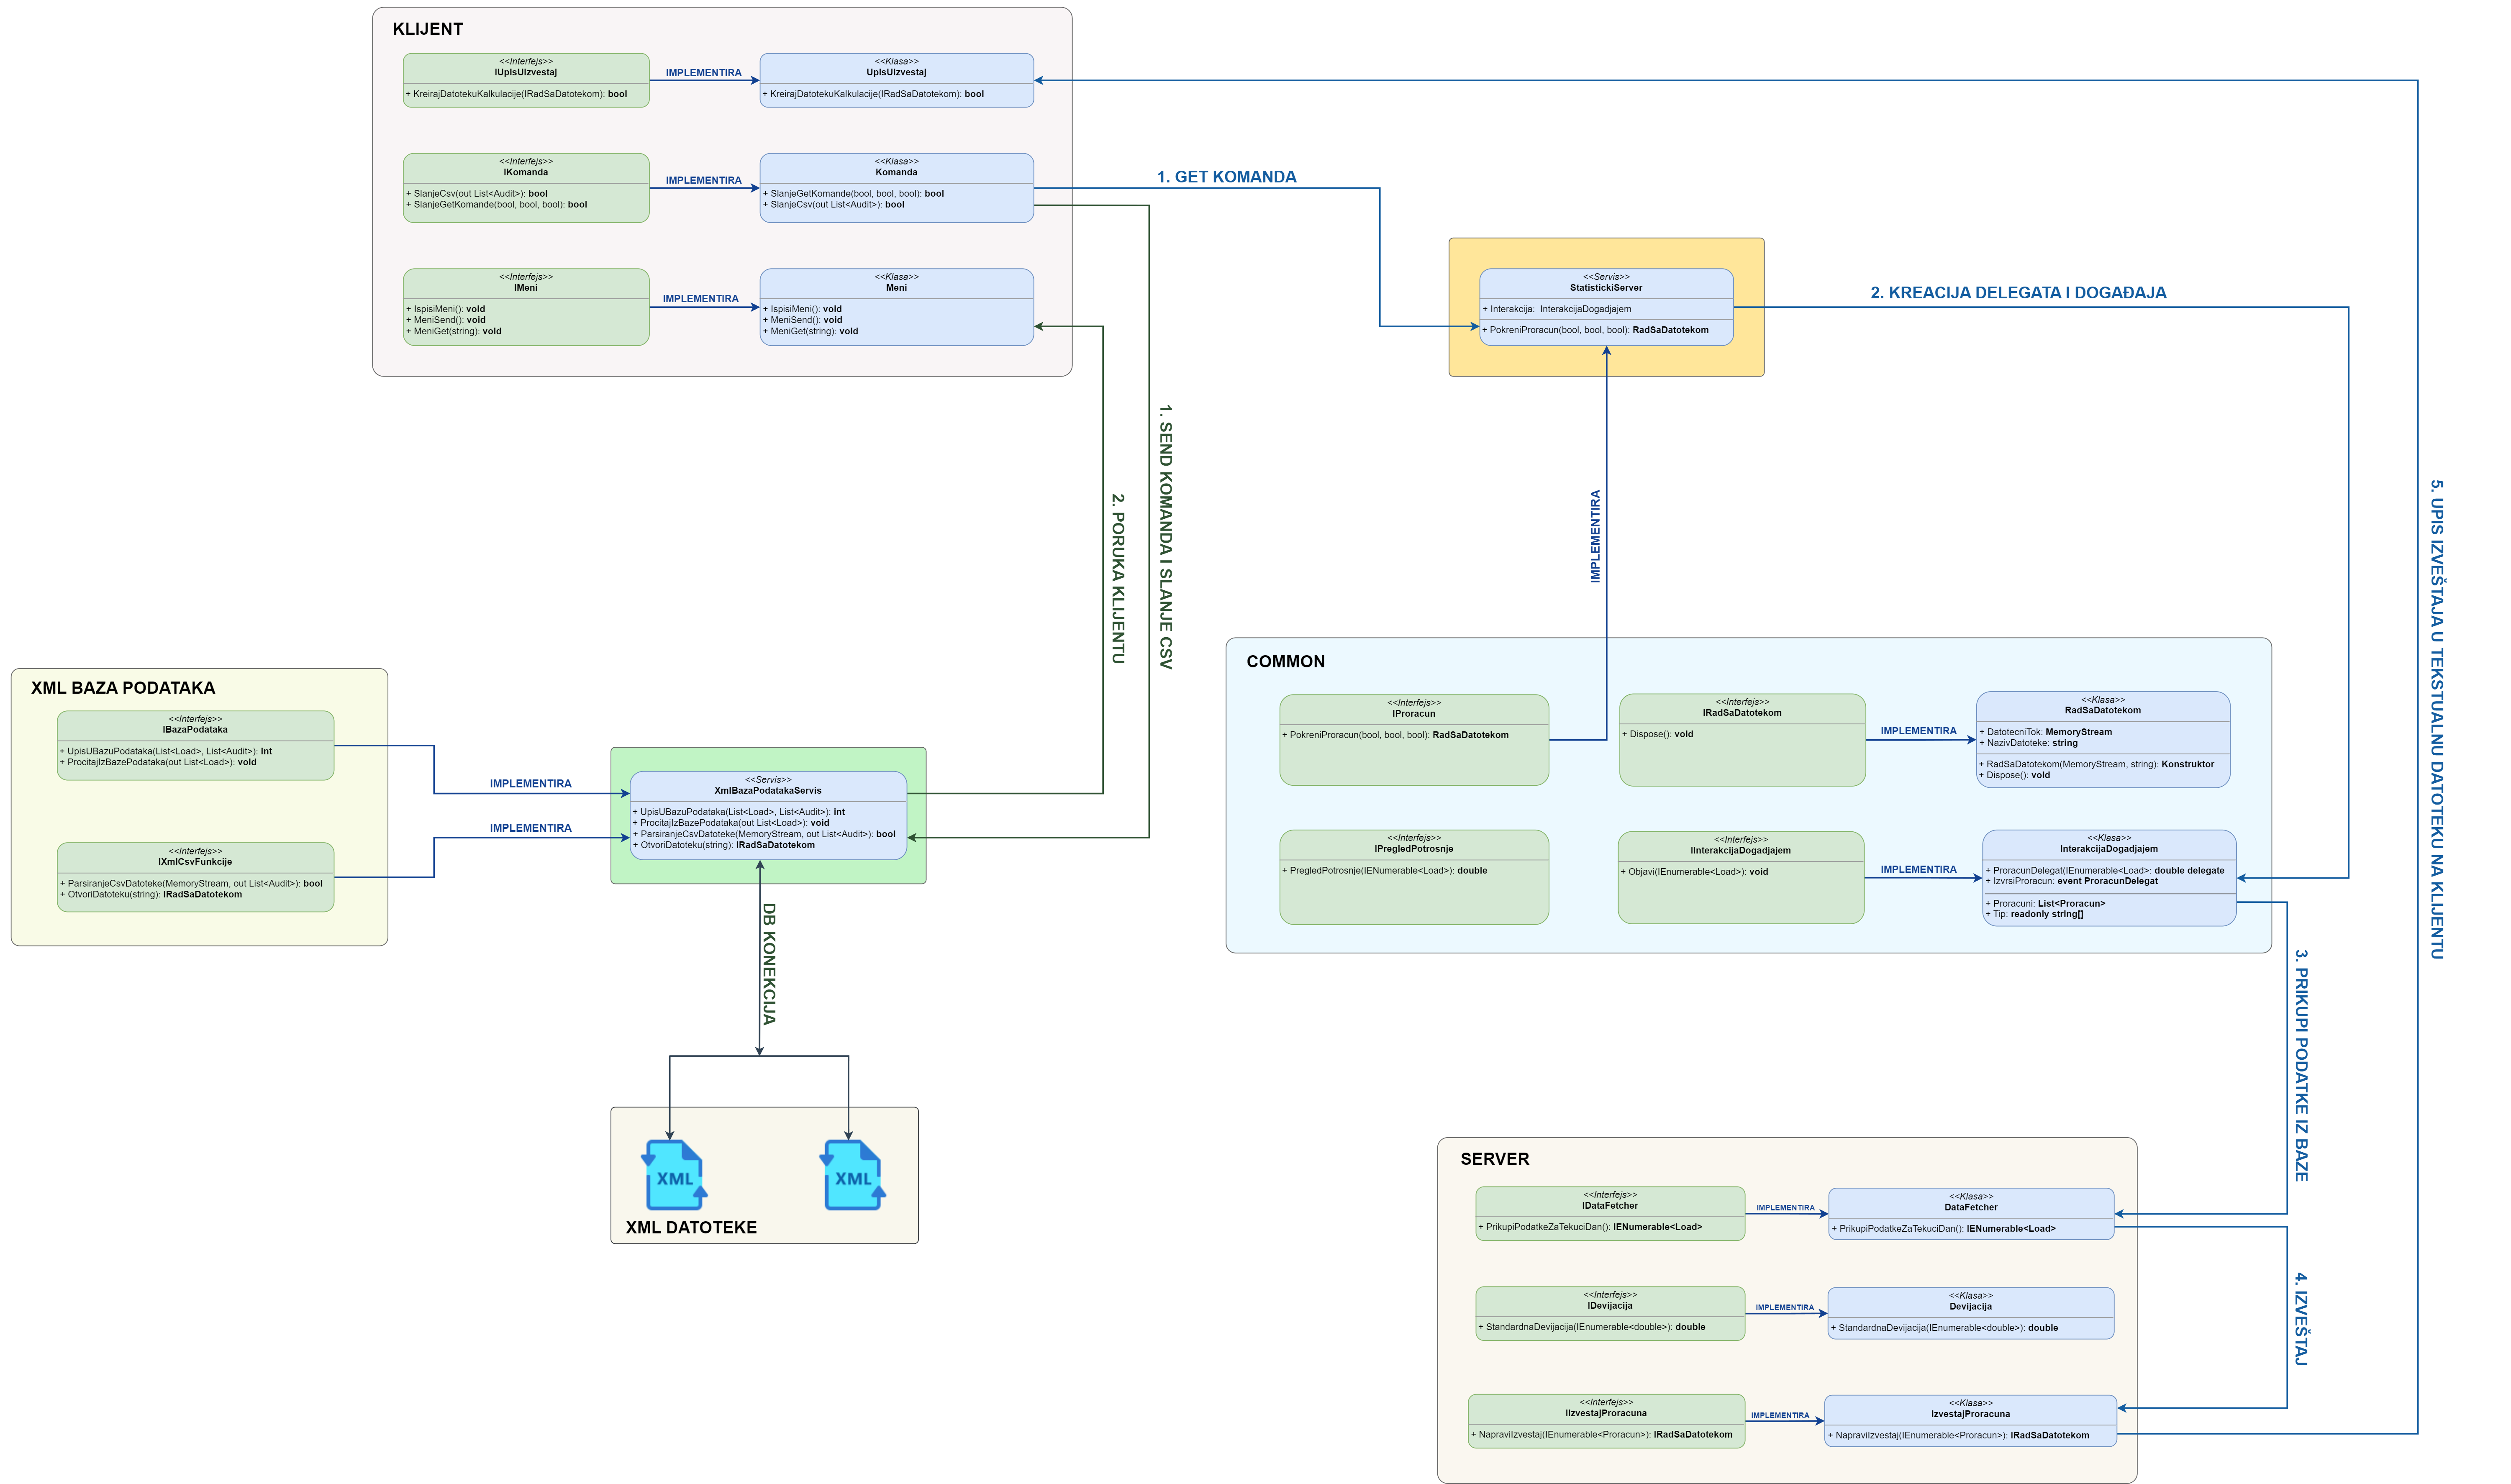 KLIJENT
<<Interfejs>>
IUpisUIzvestaj
+ KreirajDatotekuKalkulacije(IRadSaDatotekom): bool
IMPLEMENTIRA
<<Klasa>>
UpisUIzvestaj
+ KreirajDatotekuKalkulacije(IRadSaDatotekom): bool
<<Interfejs>>
IKomanda
+ SlanjeCsv(out List<Audit>): bool
+ SlanjeGetKomande(bool, bool, bool): bool
IMPLEMENTIRA
<<Klasa>>
Komanda
+ SlanjeGetKomande(bool, bool, bool): bool
+ SlanjeCsv(out List<Audit>): bool
<<Interfejs>>
IMeni
+ IspisiMeni(): void
+ MeniSend(): void
+ MeniGet(string): void
IMPLEMENTIRA
<<Klasa>>
Meni
+ IspisiMeni(): void
+ MeniSend(): void
+ MeniGet(string): void
1. GET KOMANDA
<<Servis>>
StatistickiServer
+ Interakcija:  InterakcijaDogadjajem
+ PokreniProracun(bool, bool, bool): RadSaDatotekom
2. KREACIJA DELEGATA I DOGAĐAJA
1. SEND KOMANDA I SLANJE CSV
2. PORUKA KLIJENTU
IMPLEMENTIRA
5. UPIS IZVEŠTAJA U TEKSTUALNU DATOTEKU NA KLIJENTU
XML BAZA PODATAKA
<<Interfejs>>
IBazaPodataka
+ UpisUBazuPodataka(List<Load>, List<Audit>): int
+ ProcitajIzBazePodataka(out List<Load>): void
IMPLEMENTIRA
<<Interfejs>>
IXmlCsvFunkcije
+ ParsiranjeCsvDatoteke(MemoryStream, out List<Audit>): bool
+ OtvoriDatoteku(string): IRadSaDatotekom
IMPLEMENTIRA
<<Servis>>
XmlBazaPodatakaServis
+ UpisUBazuPodataka(List<Load>, List<Audit>): int
+ ProcitajIzBazePodataka(out List<Load>): void
+ ParsiranjeCsvDatoteke(MemoryStream, out List<Audit>): bool
+ OtvoriDatoteku(string): IRadSaDatotekom
DB KONEKCIJA
XML
XML
XML DATOTEKE
COMMON
<<Interfejs>>
IProracun
+ PokreniProracun(bool, bool, bool): RadSaDatotekom
<<Interfejs>>
IRadSaDatotekom
+ Dispose(): void
IMPLEMENTIRA
<<Klasa>>
RadSaDatotekom
+ DatotecniTok: MemoryStream
+ NazivDatoteke: string
+ RadSaDatotekom(MemoryStream, string): Konstruktor
+ Dispose(): void
<<Interfejs>>
IPregledPotrosnje
+ PregledPotrosnje(IENumerable<Load>): double
<<Interfejs>>
IInterakcijaDogadjajem
+ Objavi(IEnumerable<Load>): void
IMPLEMENTIRA
<<Klasa>>
InterakcijaDogadjajem
+ ProracunDelegat(IEnumerable<Load>: double delegate
+ IzvrsiProracun: event ProracunDelegat
+ Proracuni: List<Proracun>
+ Tip: readonly string[]
3. PRIKUPI PODATKE IZ BAZE
SERVER
<<Interfejs>>
IDataFetcher
+ PrikupiPodatkeZaTekuciDan(): IENumerable<Load>
IMPLEMENTIRA
<<Klasa>>
DataFetcher
+ PrikupiPodatkeZaTekuciDan(): IENumerable<Load>
<<Interfejs>>
IDevijacija
+ StandardnaDevijacija(IEnumerable<double>): double
IMPLEMENTIRA
<<Klasa>>
Devijacija
+ StandardnaDevijacija(IEnumerable<double>): double
4. IZVEŠTAJ
<<Interfejs>>
IIzvestajProracuna
+ NapraviIzvestaj(IEnumerable<Proracun>): IRadSaDatotekom
IMPLEMENTIRA
<<Klasa>>
IzvestajProracuna
+ NapraviIzvestaj(IEnumerable<Proracun>): IRadSaDatotekom